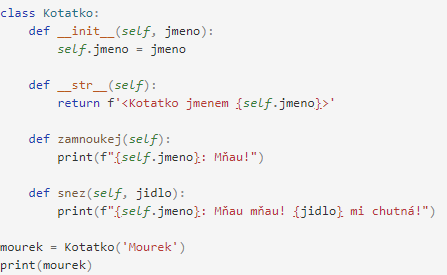 class Kotatko:
    def __init__(self, jmeno):
        self.jmeno = jmeno
    def __str__(self):
        return f'<Kotatko jmenem {self.jmeno}>'
    def zamnoukej(self):
        print(f"{self.jmeno}: Mňau!")
    def snez(self, jidlo):
        print(f"{self.jmeno}: Mňau mňau! {jidlo} mi chutná!")
mourek = Kotatko('Mourek')
print(mourek)